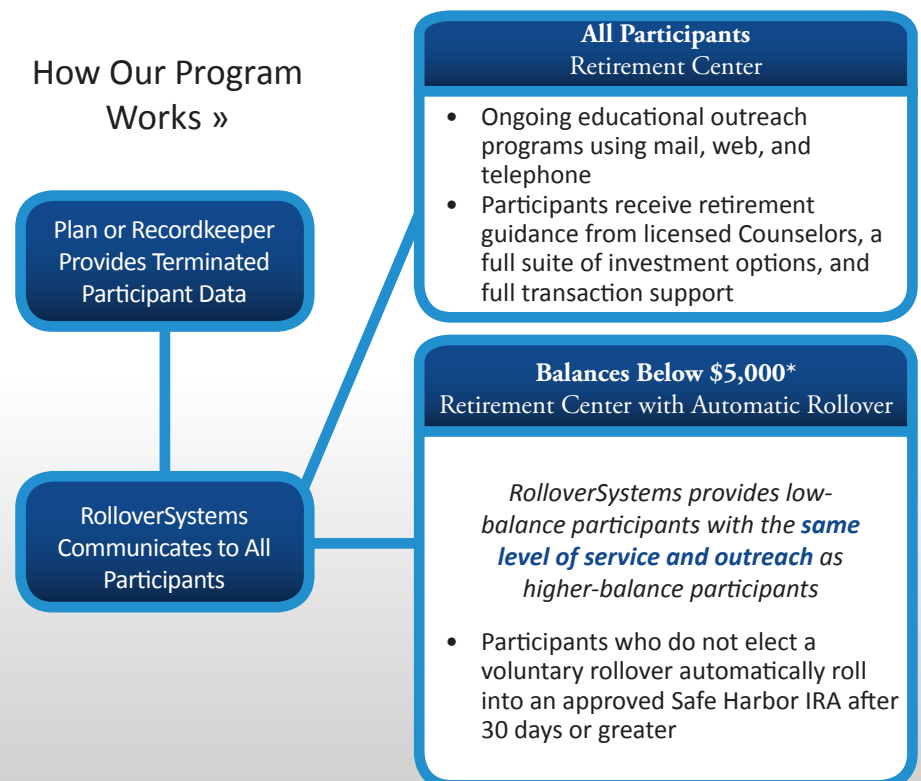 How Our Program
Works »
Plan or Recordkeeper
Provides Terminated
Participant Data
RolloverSystems
Communicates to All
Participants
All Participants
Retirement Center
• Ongoing educational outreach
programs using mail, web, and
telephone
• Participants receive retirement
guidance from licensed Counselors, a
full suite of investment options, and
full transaction support
Balances Below $5,000*
Retirement Center with Automatic Rollover
RolloverSystems provides low-
balance participants with the same
level of service and outreach as
higher-balance participants
• Participants who do not elect a
voluntary rollover automatically roll
into an approved Safe Harbor IRA after
30 days or greater